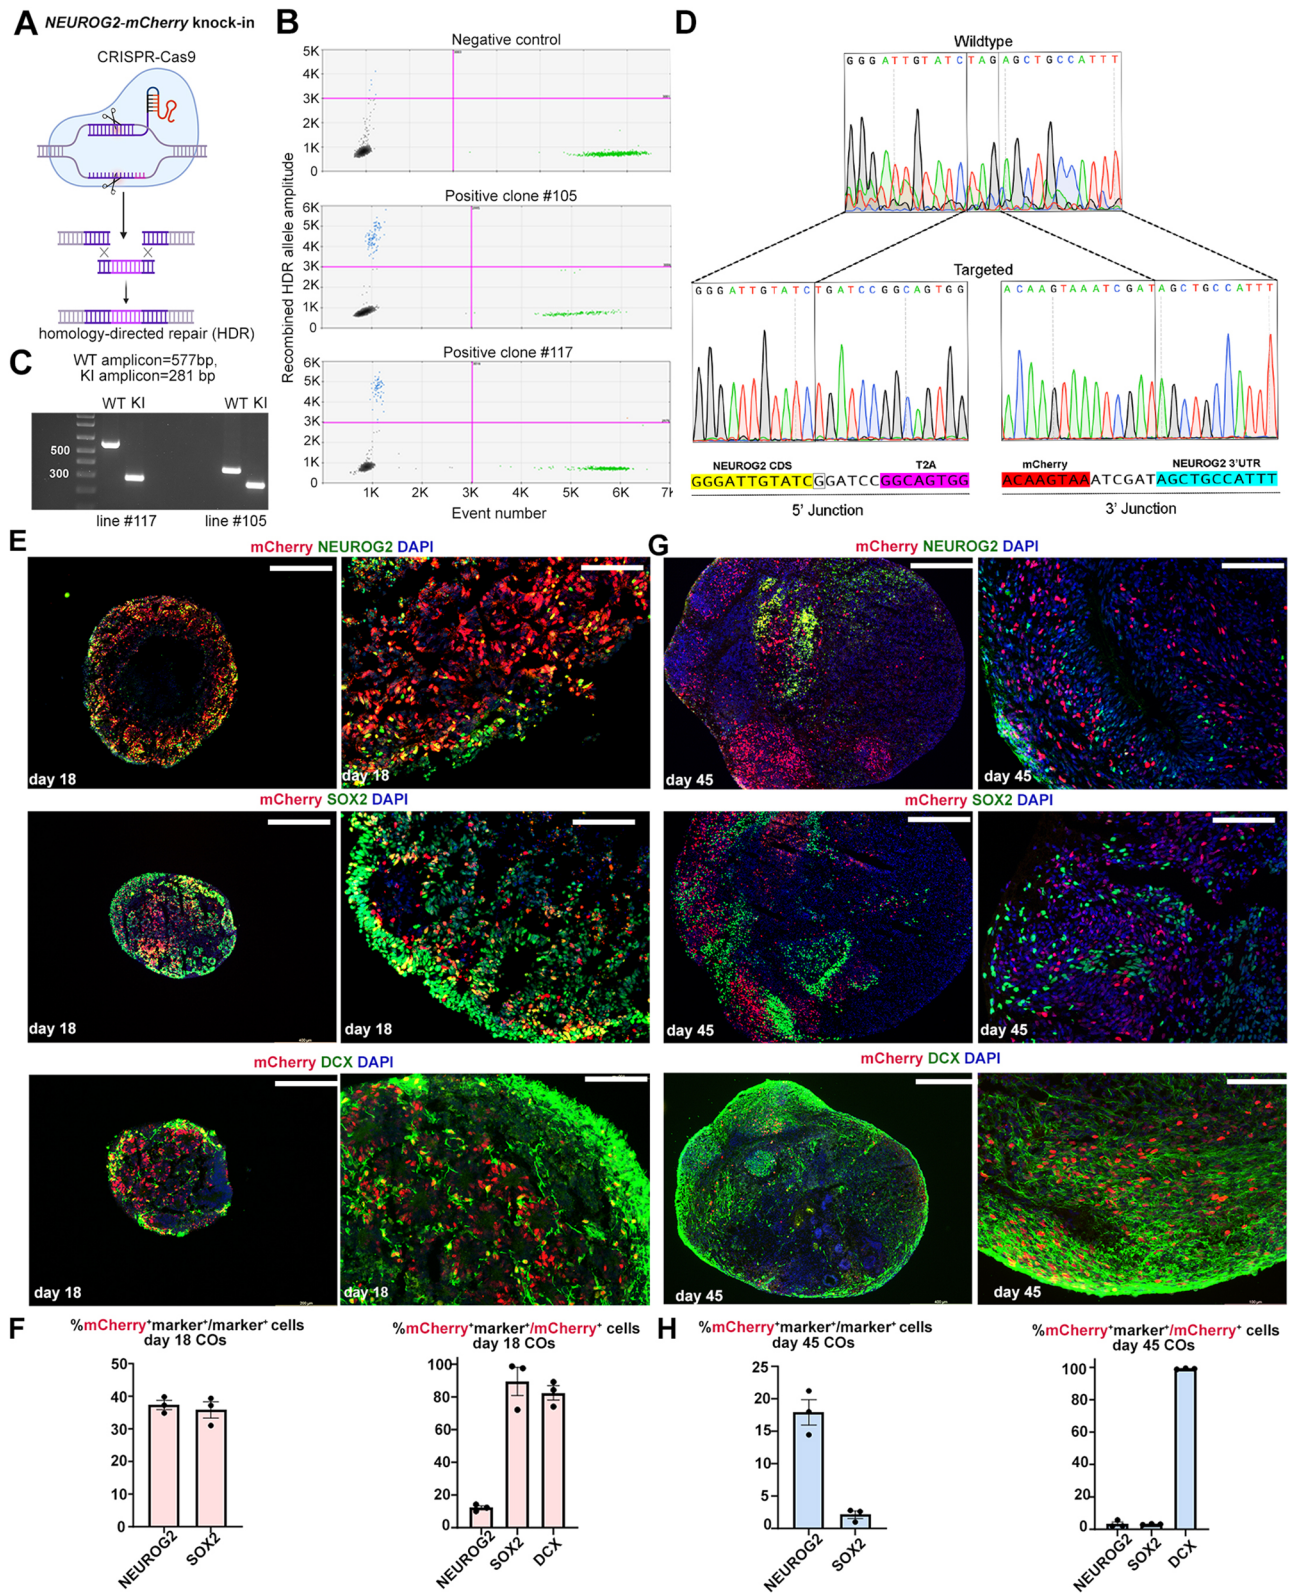 A NEUROG2-mCherry knock-in
CRISPR-Cas9
homology-directed repair (HDR)
B
Negative control
5K
4K
3K
2K
1K
0
Positive clone #105
6K
5K
4K
3K
2K
1K
0
Positive clone #117
6K
5K
4K
3K
2K
1K
0
1K 2K 3K 4K 5K 6K
Recombined HDR allele amplitude
Event number
C
WT amplicon=577bp,
KI amplicon=281 bp
WT KI WT KI
500
300
line #117 line #105
D
Wildtype
GGGATTGTATCTAGAGCTGCCATTT
Targeted
GGGATTGTATCTGATCCGGCAGTGG
ACAAGTAAATCGATAGCTGCCATTT
NEUROG2 CDS T2A
GGGATTGTATCGGGATCCGGCAGTGG
5' Junction
mCherry NEUROG2 3'UTR
ACAAGTAAATCGATAGCTGCCATTT
3' Junction
E
mCherry NEUROG2 DAPI
day 18
day 18
mCherry SOX2 DAPI
day 18
day 18
mCherry DCX DAPI
day 18
day 18
G
mCherry NEUROG2 DAPI
day 45
day 45
mCherry SOX2 DAPI
day 45
day 45
mCherry DCX DAPI
day 45
day 45
F
%mCherry⁺marker⁺/marker⁺ cells
day 18 COs
50
40
30
20
10
0
NEUROG2 SOX2
%mCherry⁺marker⁺/mCherry⁺ cells
day 18 COs
100
80
60
40
20
0
NEUROG2 SOX2 DCX
H
%mCherry⁺marker⁺/marker⁺ cells
day 45 COs
25
20
15
10
5
0
NEUROG2 SOX2
%mCherry⁺marker⁺/mCherry⁺ cells
day 45 COs
100
80
60
40
20
0
NEUROG2 SOX2 DCX